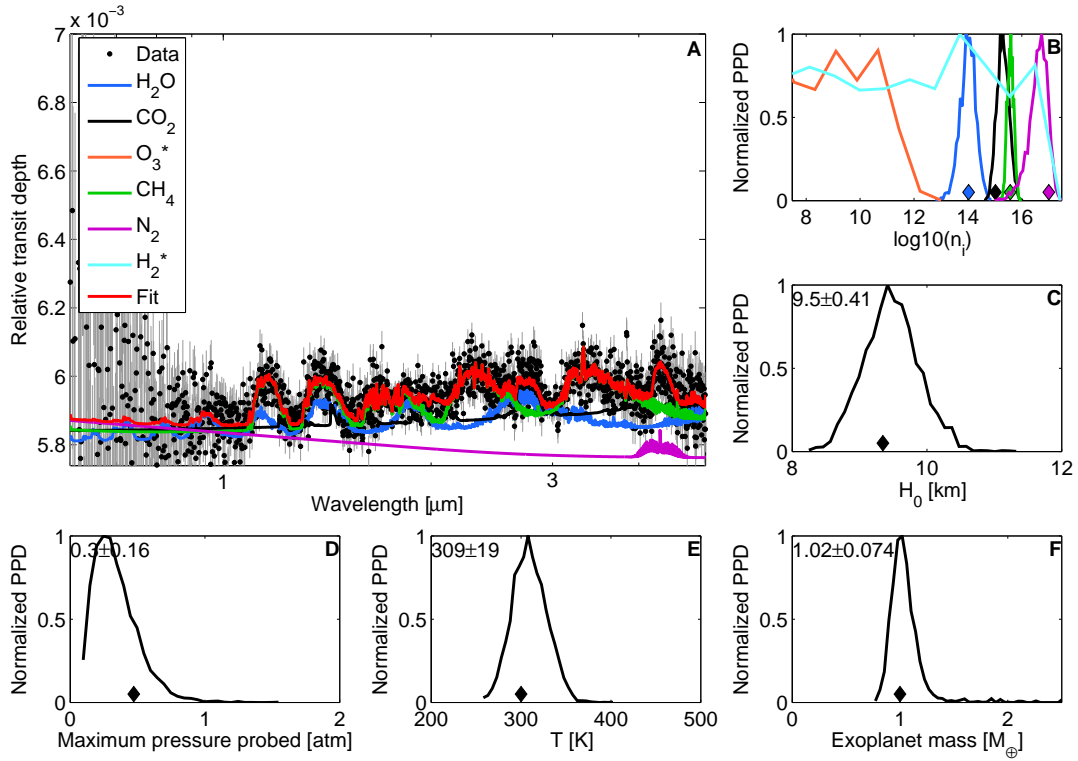 x 10⁻³
7
6.8
6.6
6.4
6.2
6
5.8
Relative transit depth
A
Data
H₂O
CO₂
O₃*
CH₄
N₂
H₂*
Fit
1
3
Wavelength [μm]
B
1
0.5
0
Normalized PPD
8
10
12
14
16
log10(nᵢ)
C
9.5±0.41
1
0.5
0
Normalized PPD
8
10
12
H₀ [km]
D
0.3±0.16
1
0.5
0
Normalized PPD
0
1
2
Maximum pressure probed [atm]
E
309±19
1
0.5
0
Normalized PPD
200
300
400
500
T [K]
F
1.02±0.074
1
0.5
0
Normalized PPD
0
1
2
Exoplanet mass [M⊕]